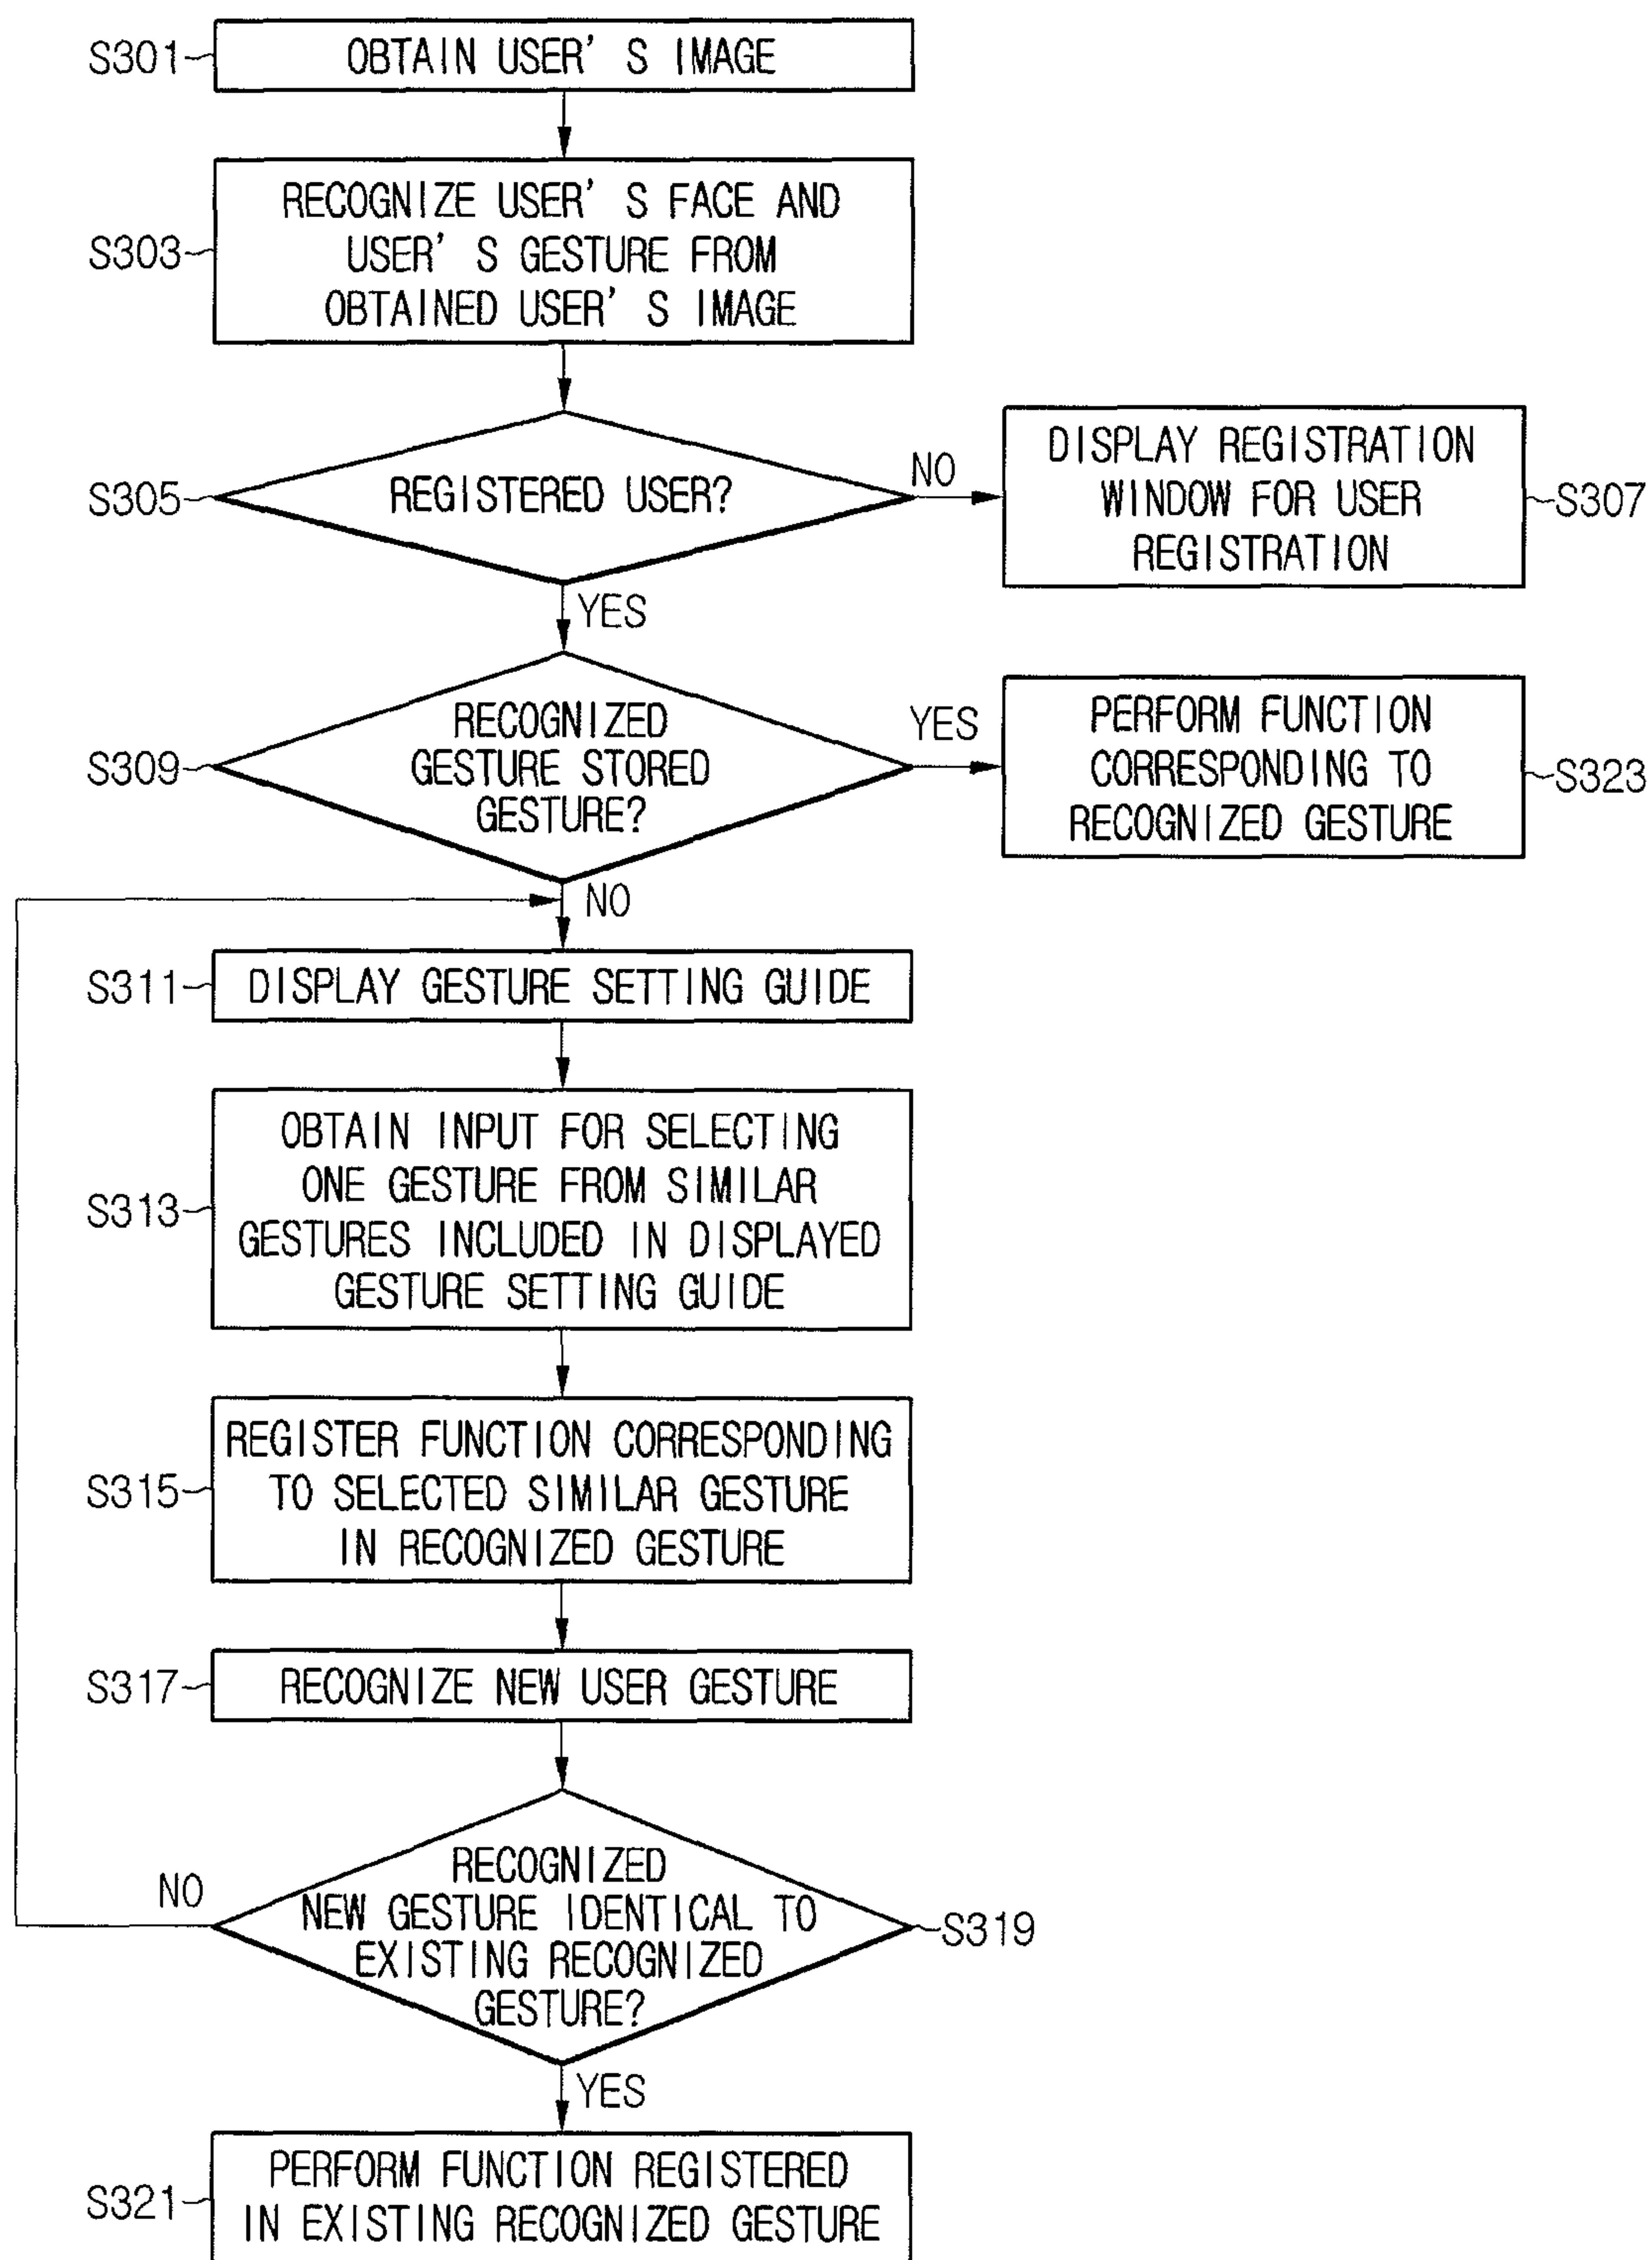 S301
OBTAIN USER' S IMAGE
S303
RECOGNIZE USER' S FACE AND
USER' S GESTURE FROM
OBTAINED USER' S IMAGE
S305
REGISTERED USER?
NO
DISPLAY REGISTRATION
WINDOW FOR USER
REGISTRATION
S307
YES
S309
RECOGNIZED
GESTURE STORED
GESTURE?
YES
PERFORM FUNCTION
CORRESPONDING TO
RECOGNIZED GESTURE
S323
NO
S311
DISPLAY GESTURE SETTING GUIDE
S313
OBTAIN INPUT FOR SELECTING
ONE GESTURE FROM SIMILAR
GESTURES INCLUDED IN DISPLAYED
GESTURE SETTING GUIDE
S315
REGISTER FUNCTION CORRESPONDING
TO SELECTED SIMILAR GESTURE
IN RECOGNIZED GESTURE
S317
RECOGNIZE NEW USER GESTURE
NO
RECOGNIZED
NEW GESTURE IDENTICAL TO
EXISTING RECOGNIZED
GESTURE?
S319
YES
S321
PERFORM FUNCTION REGISTERED
IN EXISTING RECOGNIZED GESTURE